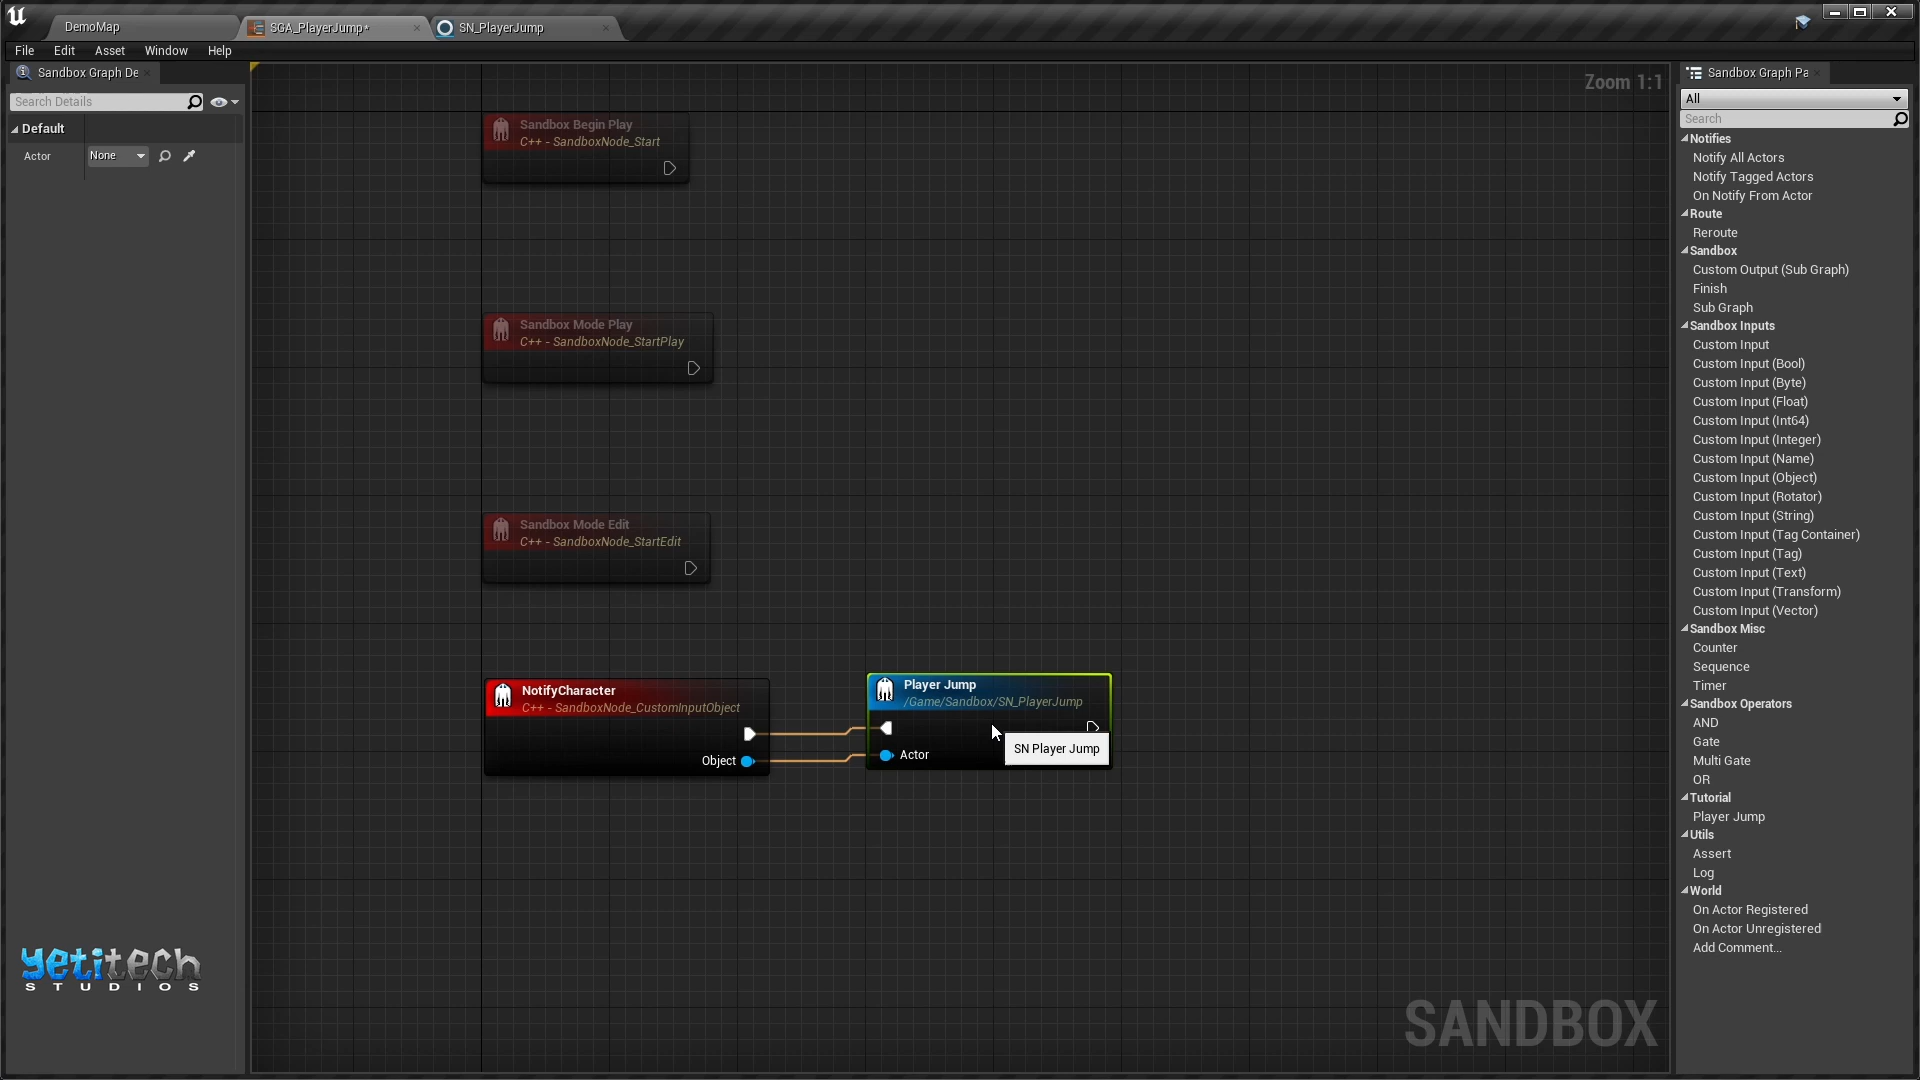 DemoMap
SGA_PlayerJump*
SN_PlayerJump
File Edit Asset Window Help
Sandbox Graph De
Search Details
Default
Actor None
Zoom 1:1
Sandbox Begin Play
C++ - SandboxNode_Start
Sandbox Mode Play
C++ - SandboxNode_StartPlay
Sandbox Mode Edit
C++ - SandboxNode_StartEdit
NotifyCharacter
C++ - SandboxNode_CustomInputObject
Object
Player Jump
/Game/Sandbox/SN_PlayerJump
Actor
SN Player Jump
yetitech
STUDIOS
SANDBOX
Sandbox Graph Pa
All
Search
Notifies
Notify All Actors
Notify Tagged Actors
On Notify From Actor
Route
Reroute
Sandbox
Custom Output (Sub Graph)
Finish
Sub Graph
Sandbox Inputs
Custom Input
Custom Input (Bool)
Custom Input (Byte)
Custom Input (Float)
Custom Input (Int64)
Custom Input (Integer)
Custom Input (Name)
Custom Input (Object)
Custom Input (Rotator)
Custom Input (String)
Custom Input (Tag Container)
Custom Input (Tag)
Custom Input (Text)
Custom Input (Transform)
Custom Input (Vector)
Sandbox Misc
Counter
Sequence
Timer
Sandbox Operators
AND
Gate
Multi Gate
OR
Tutorial
Player Jump
Utils
Assert
Log
World
On Actor Registered
On Actor Unregistered
Add Comment...